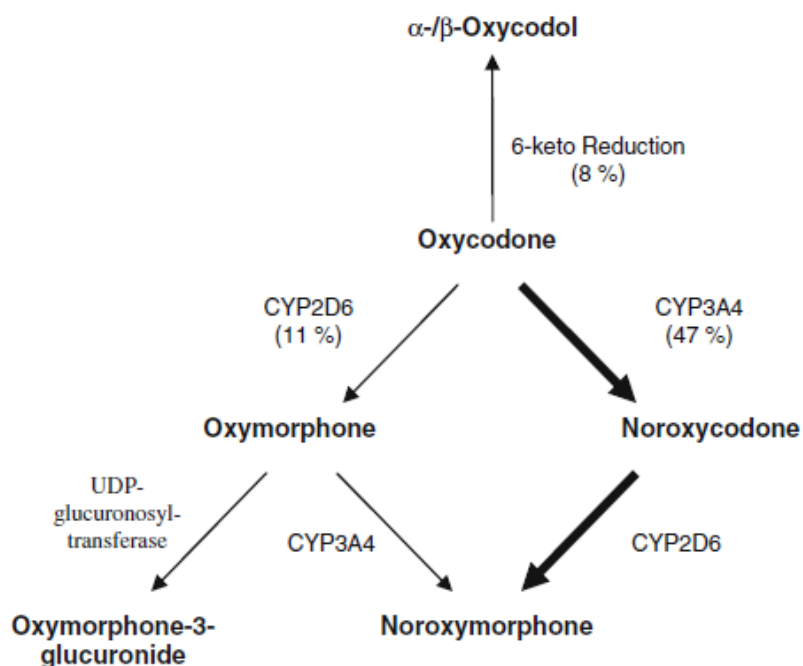 α-/β-Oxycodol
6-keto Reduction
(8 %)
Oxycodone
CYP2D6
(11 %)
CYP3A4
(47 %)
Oxymorphone
Noroxycodone
UDP-
glucuronosyl-
transferase
CYP3A4
CYP2D6
Oxymorphone-3-
glucuronide
Noroxymorphone